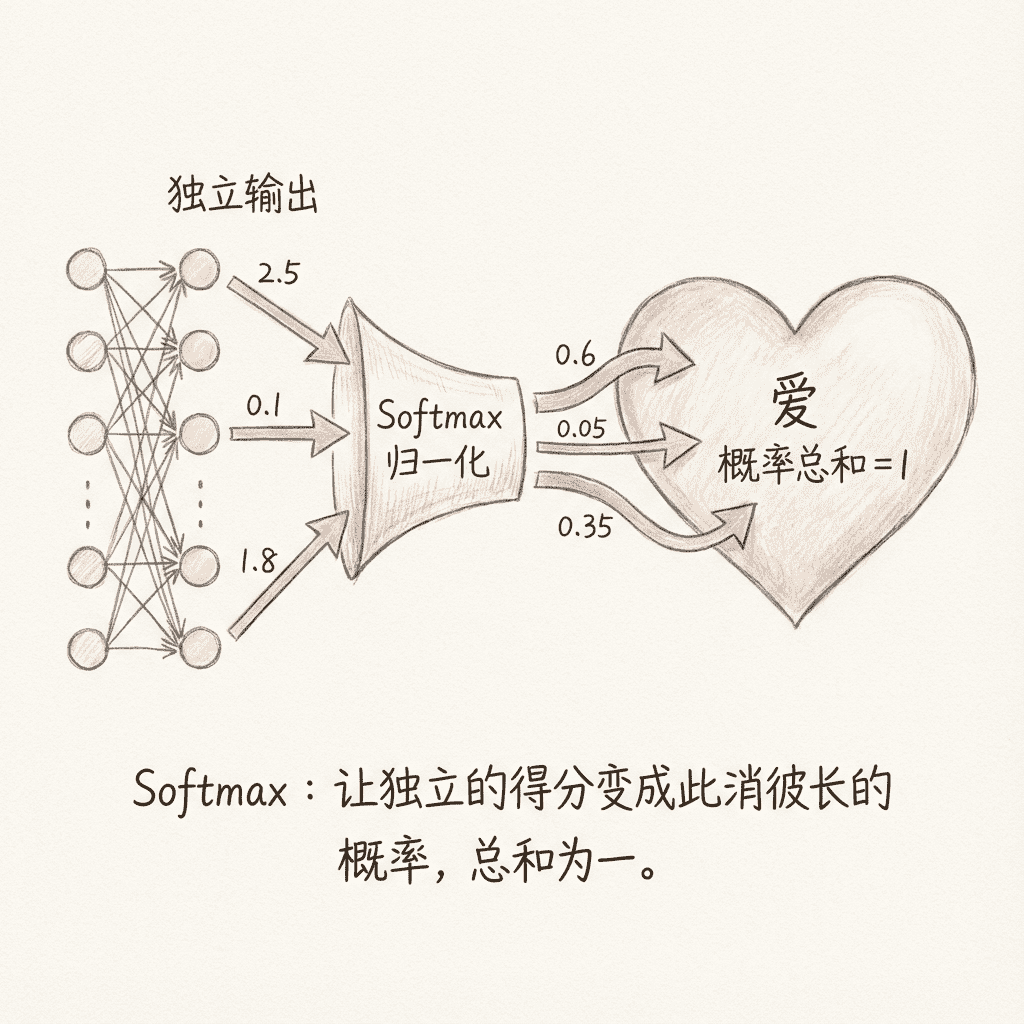 独立输出
2.5
0.1
1.8
Softmax
归一化
0.6
0.05
0.35
爱
概率总和=1
Softmax：让独立的得分变成此消彼长的
概率，总和为一。